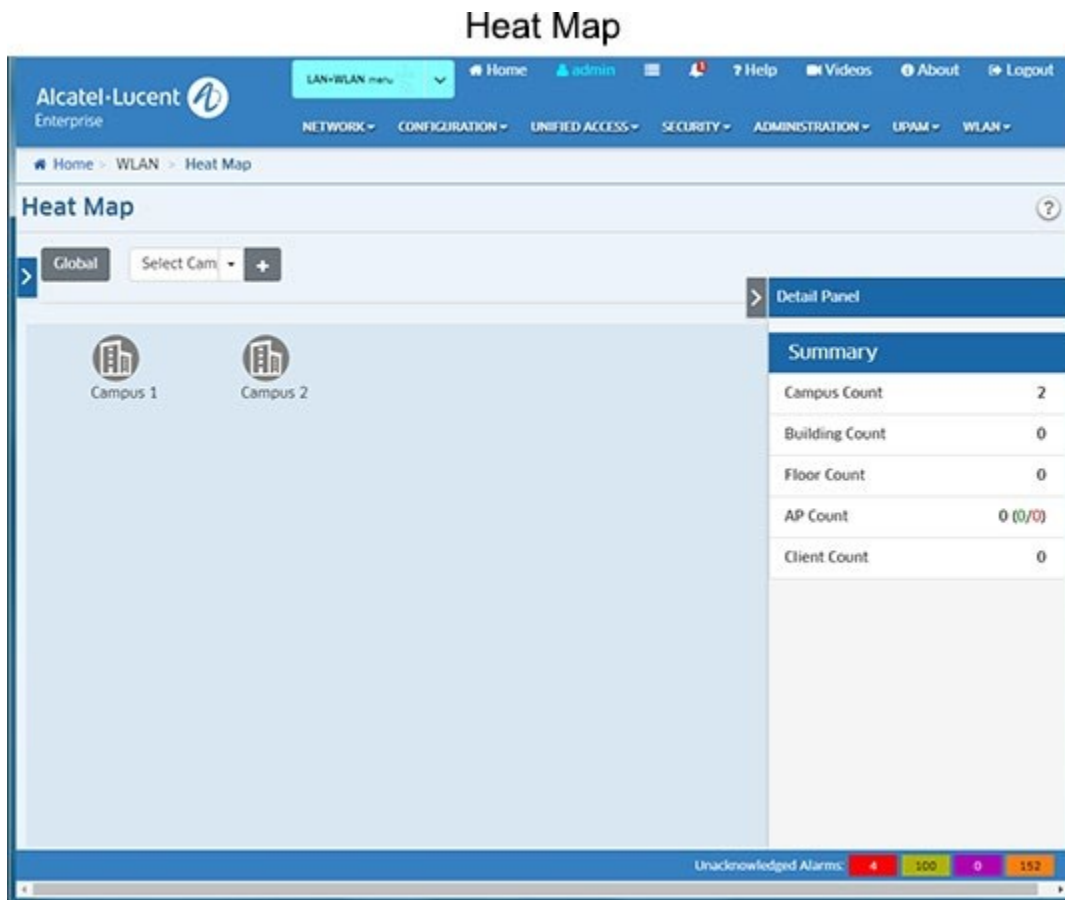 Heat Map
LAN+WLAN menu
Home admin 1 ? Help Videos About Logout
Alcatel·Lucent
Enterprise
NETWORK CONFIGURATION UNIFIED ACCESS SECURITY ADMINISTRATION UPAM WLAN
Home > WLAN > Heat Map
Heat Map
?
Global Select Cam +
> Detail Panel
Campus 1 Campus 2
Summary
Campus Count 2
Building Count 0
Floor Count 0
AP Count 0 (0/0)
Client Count 0
Unacknowledged Alarms: 4 100 0 152